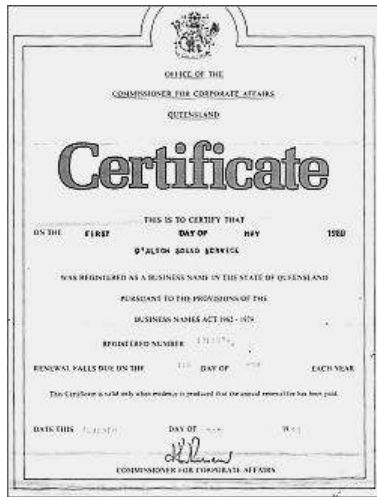 OFFICE OF THE
COMMISSIONER FOR CORPORATE AFFAIRS
QUEENSLAND
Certificate
THIS IS TO CERTIFY THAT
ON THE FIRST DAY OF MAY 1980
D'ALTON SOLVO SERVICE
WAS REGISTERED AS A BUSINESS NAME IN THE STATE OF QUEENSLAND
PURSUANT TO THE PROVISIONS OF THE
BUSINESS NAMES ACT 1962 - 1979
REGISTERED NUMBER
RENEWAL FALLS DUE ON THE DAY OF EACH YEAR
This Certificate is valid only when evidence is produced that the annual renewal fee has been paid.
DATE THIS DAY OF
COMMISSIONER FOR CORPORATE AFFAIRS